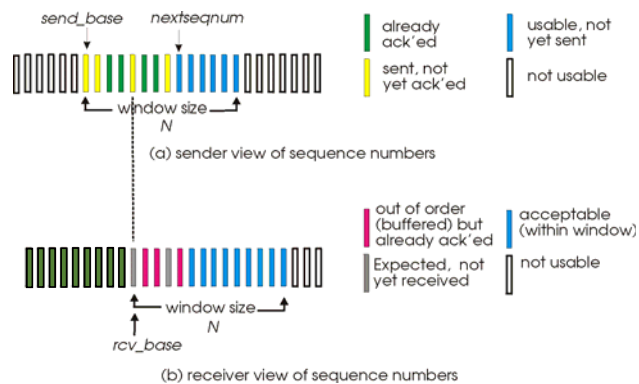 send_base
nextseqnum
already
ack'ed
usable, not
yet sent
sent, not
yet ack'ed
not usable
window size
N
(a) sender view of sequence numbers
out of order
(buffered) but
already ack'ed
acceptable
(within window)
Expected, not
yet received
not usable
window size
N
rcv_base
(b) receiver view of sequence numbers